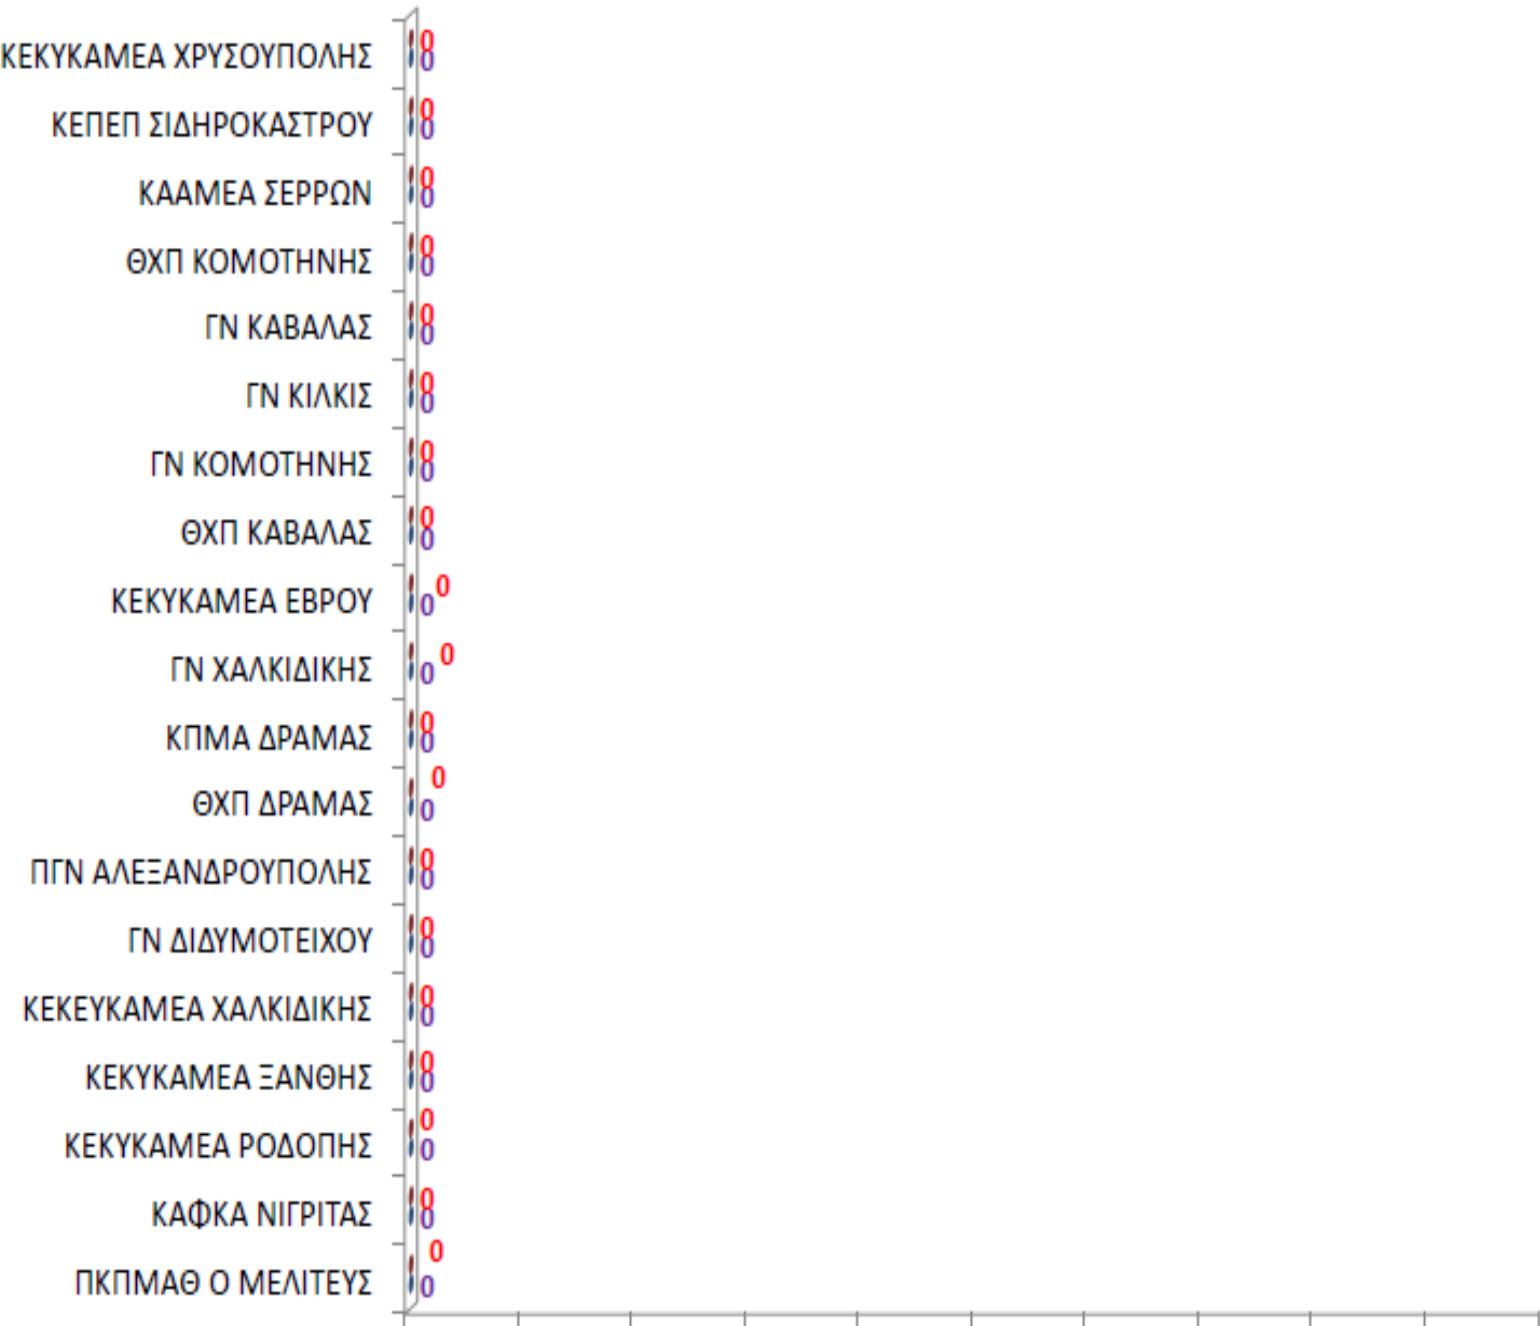 ΚΕΚΥΚΑΜΕΑ ΧΡΥΣΟΥΠΟΛΗΣ 0 0
ΚΕΠΕΠ ΣΙΔΗΡΟΚΑΣΤΡΟΥ 0 0
ΚΑΑΜΕΑ ΣΕΡΡΩΝ 0 0
ΘΧΠ ΚΟΜΟΤΗΝΗΣ 0 0
ΓΝ ΚΑΒΑΛΑΣ 0 0
ΓΝ ΚΙΛΚΙΣ 0 0
ΓΝ ΚΟΜΟΤΗΝΗΣ 0 0
ΘΧΠ ΚΑΒΑΛΑΣ 0 0
ΚΕΚΥΚΑΜΕΑ ΕΒΡΟΥ 0 0
ΓΝ ΧΑΛΚΙΔΙΚΗΣ 0 0
ΚΠΜΑ ΔΡΑΜΑΣ 0 0
ΘΧΠ ΔΡΑΜΑΣ 0 0
ΠΓΝ ΑΛΕΞΑΝΔΡΟΥΠΟΛΗΣ 0 0
ΓΝ ΔΙΔΥΜΟΤΕΙΧΟΥ 0 0
ΚΕΚΕΥΚΑΜΕΑ ΧΑΛΚΙΔΙΚΗΣ 0 0
ΚΕΚΥΚΑΜΕΑ ΞΑΝΘΗΣ 0 0
ΚΕΚΥΚΑΜΕΑ ΡΟΔΟΠΗΣ 0 0
ΚΑΦΚΑ ΝΙΓΡΙΤΑΣ 0 0
ΠΚΠΜΑΘ Ο ΜΕΛΙΤΕΥΣ 0 0